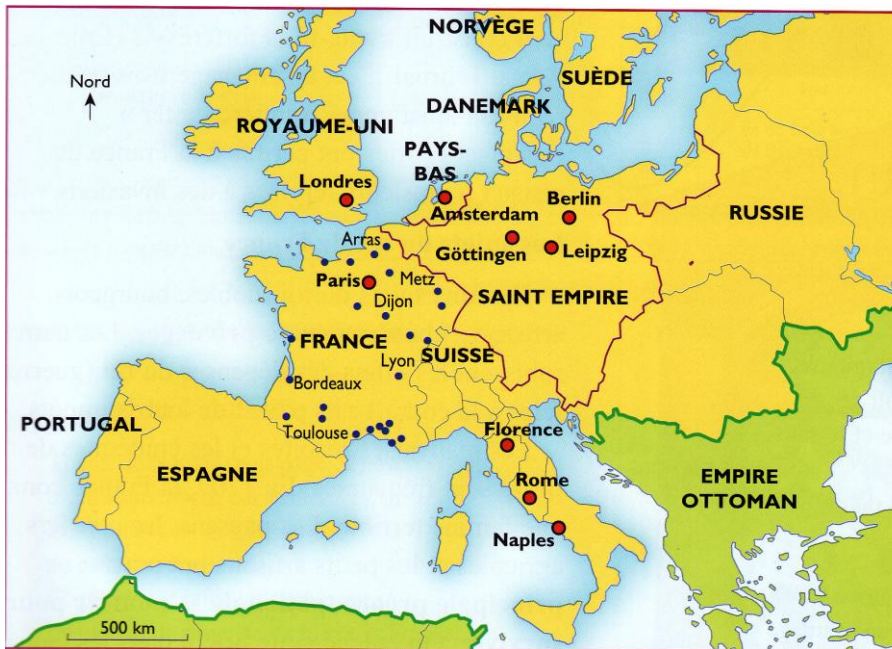 NORVÈGE
Nord
SUÈDE
DANEMARK
ROYAUME-UNI
PAYS-
BAS
Londres
Berlin
Amsterdam
RUSSIE
Arras
Göttingen
Leipzig
Paris
Metz
SAINT EMPIRE
Dijon
FRANCE
SUISSE
Lyon
Bordeaux
PORTUGAL
Toulouse
Florence
ESPAGNE
EMPIRE
OTTOMAN
Rome
Naples
500 km